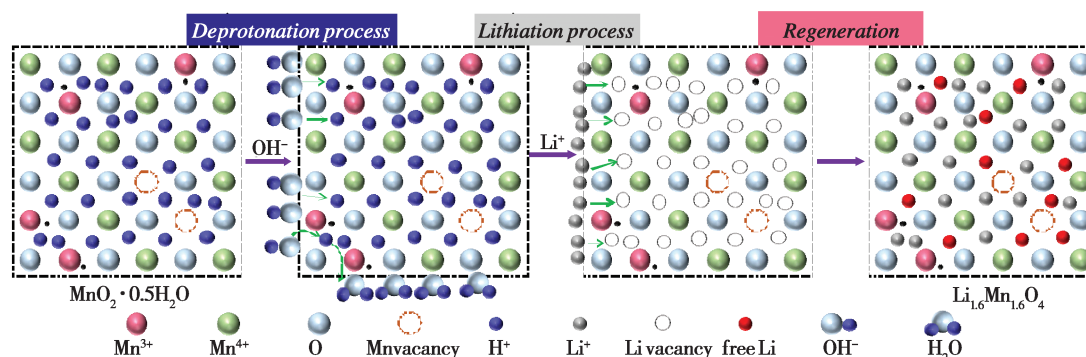 Deprotonation process
Lithiation process
Regeneration
OH⁻
Li⁺
MnO₂·0.5H₂O
Li₁.₆Mn₁.₆O₄
Mn³⁺
Mn⁴⁺
O
Mnvacancy
H⁺
Li⁺
Li vacancy
free Li
OH⁻
H₂O